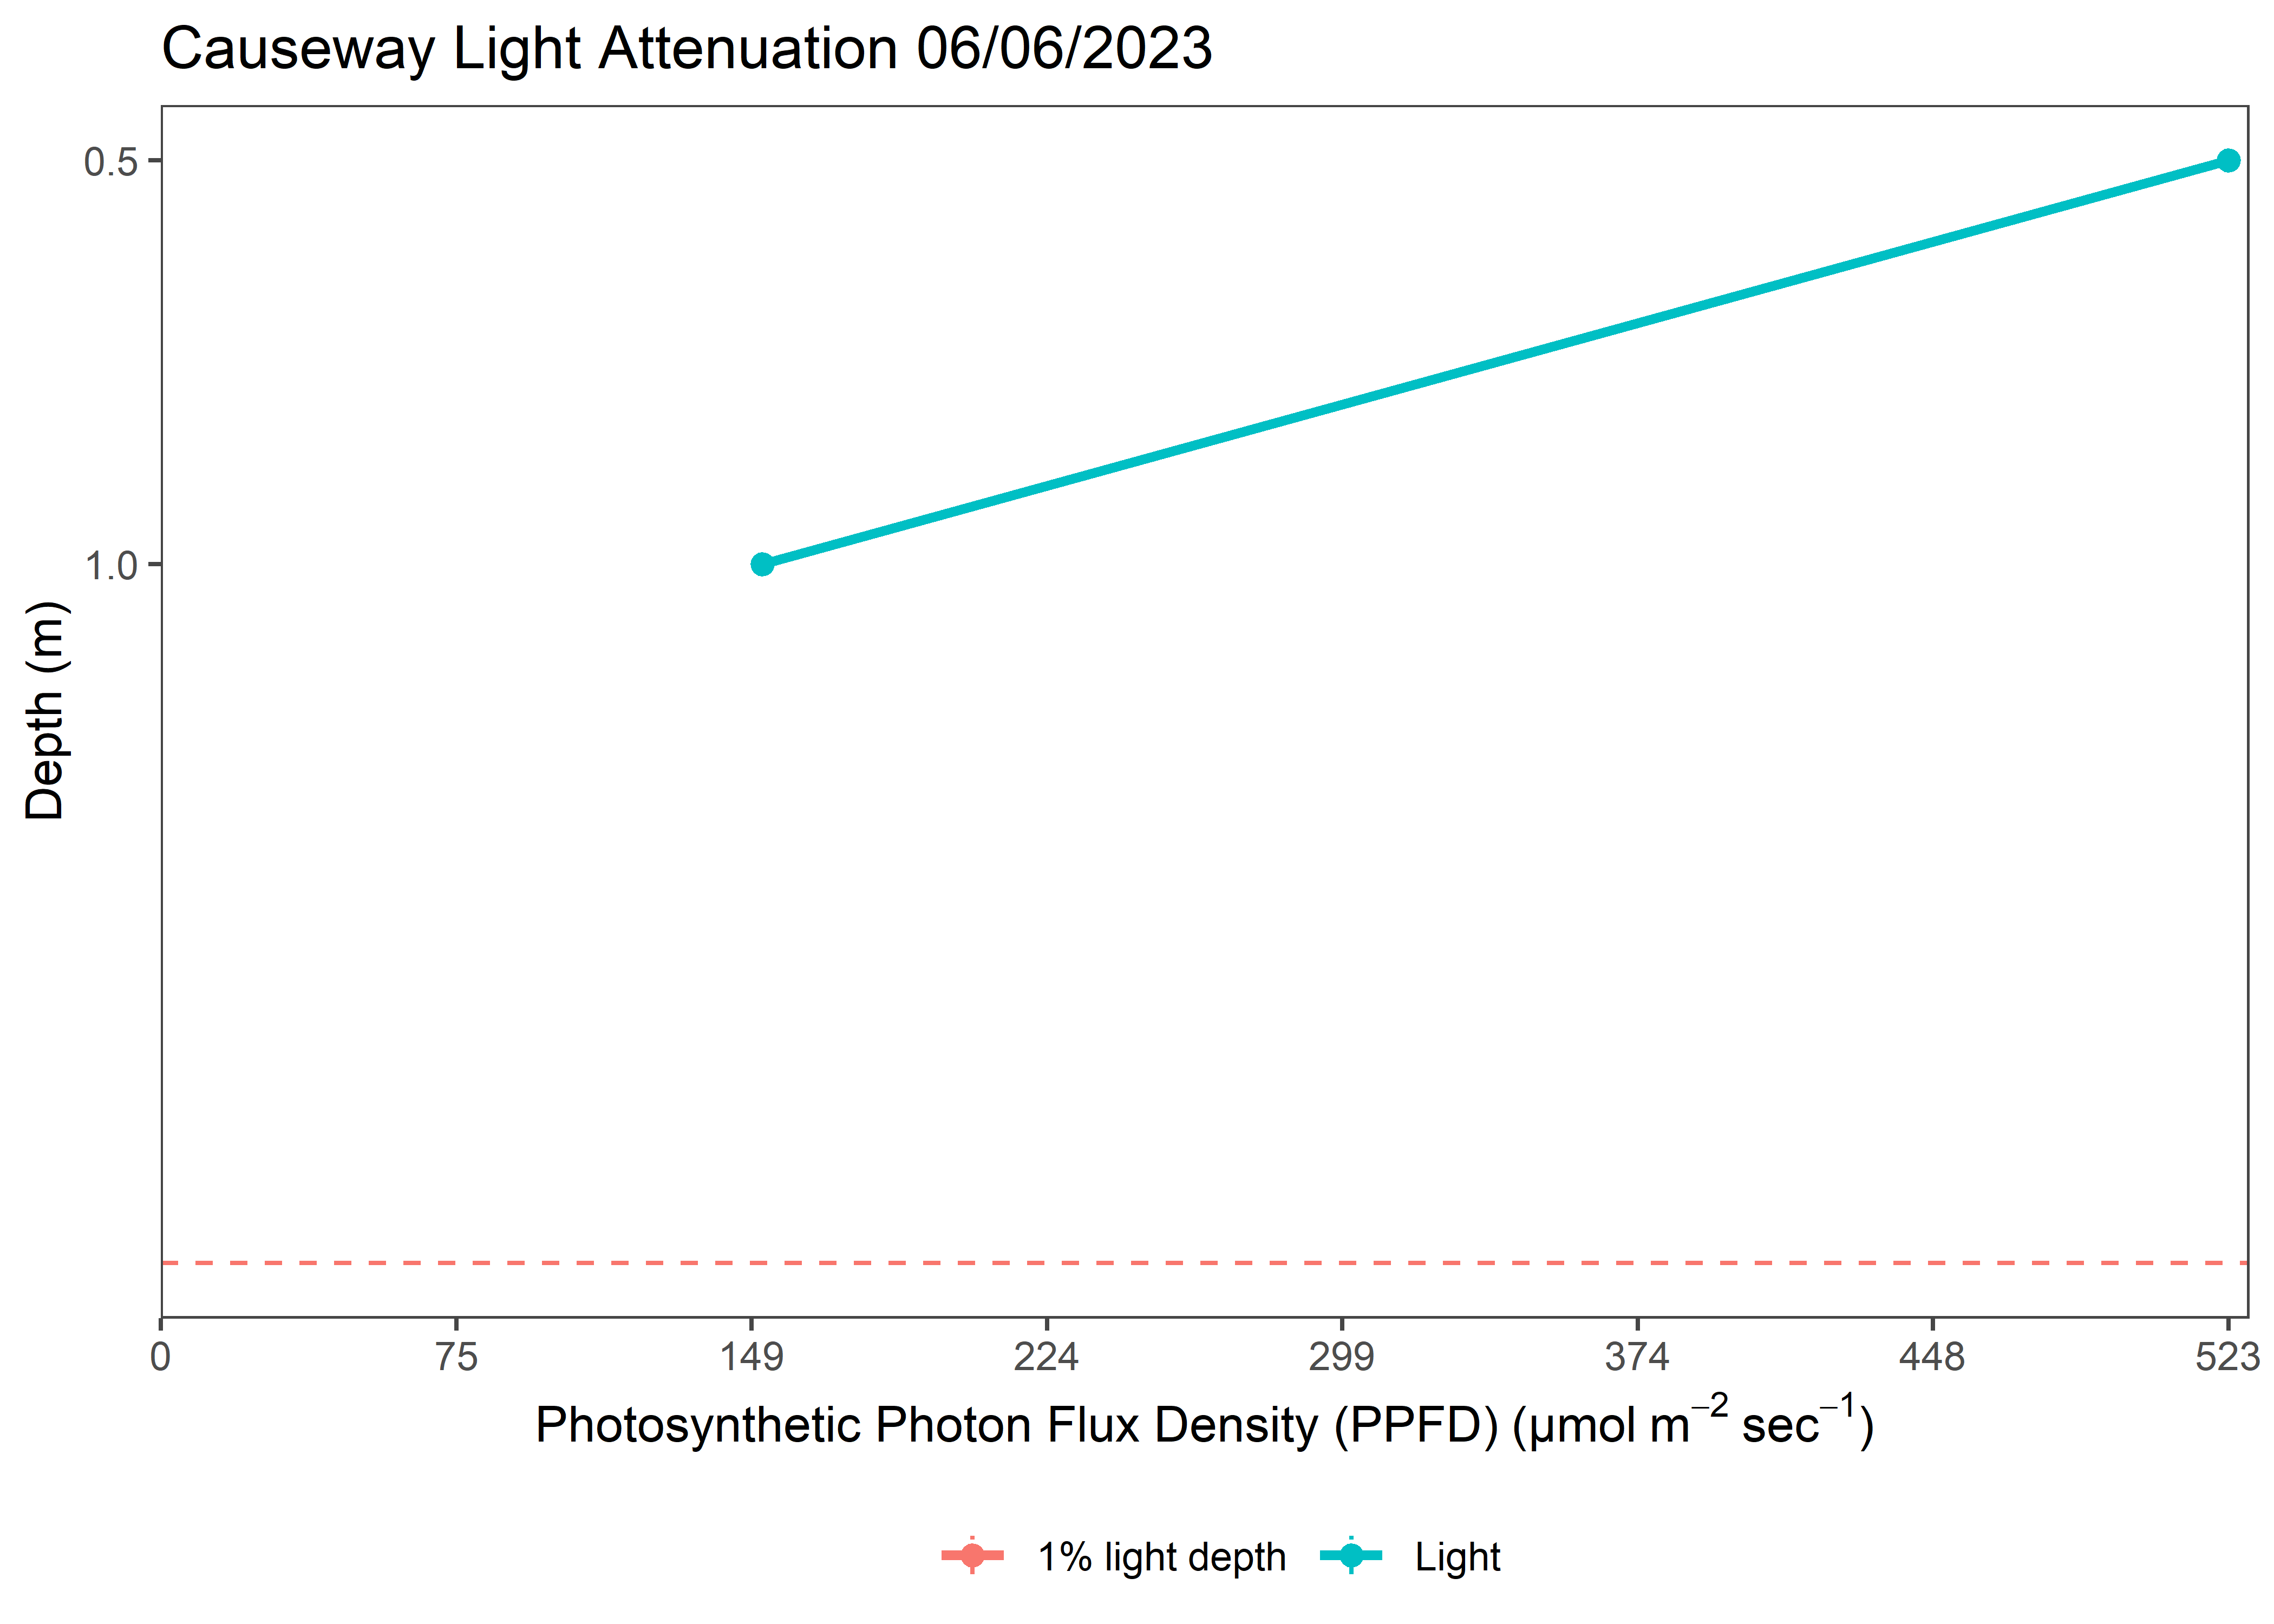 Causeway Light Attenuation 06/06/2023
0.5
1.0
Depth (m)
0 75 149 224 299 374 448 523
Photosynthetic Photon Flux Density (PPFD) (μmol m⁻² sec⁻¹)
1% light depth Light